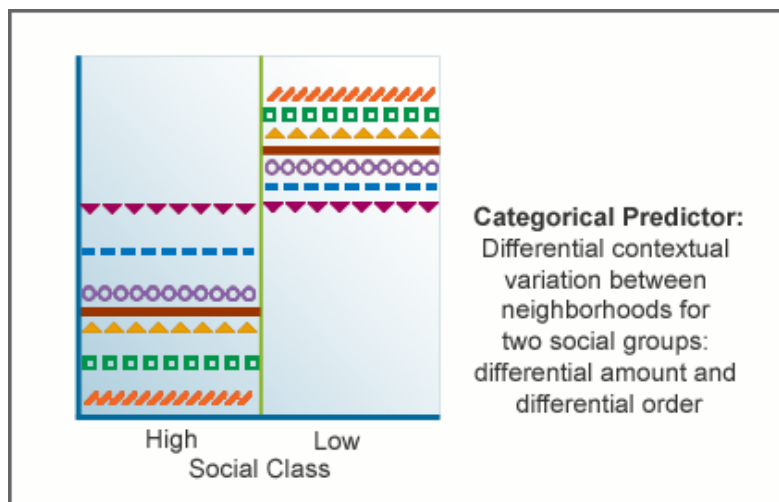 Categorical Predictor:
Differential contextual
variation between
neighborhoods for
two social groups:
differential amount and
differential order
High Low
Social Class